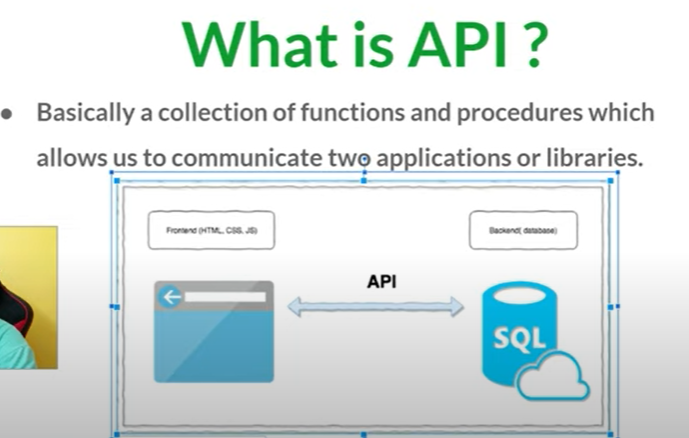 What is API ?
● Basically a collection of functions and procedures which
allows us to communicate two applications or libraries.
Frontend (HTML, CSS, JS)
Backend( database)
API
SQL